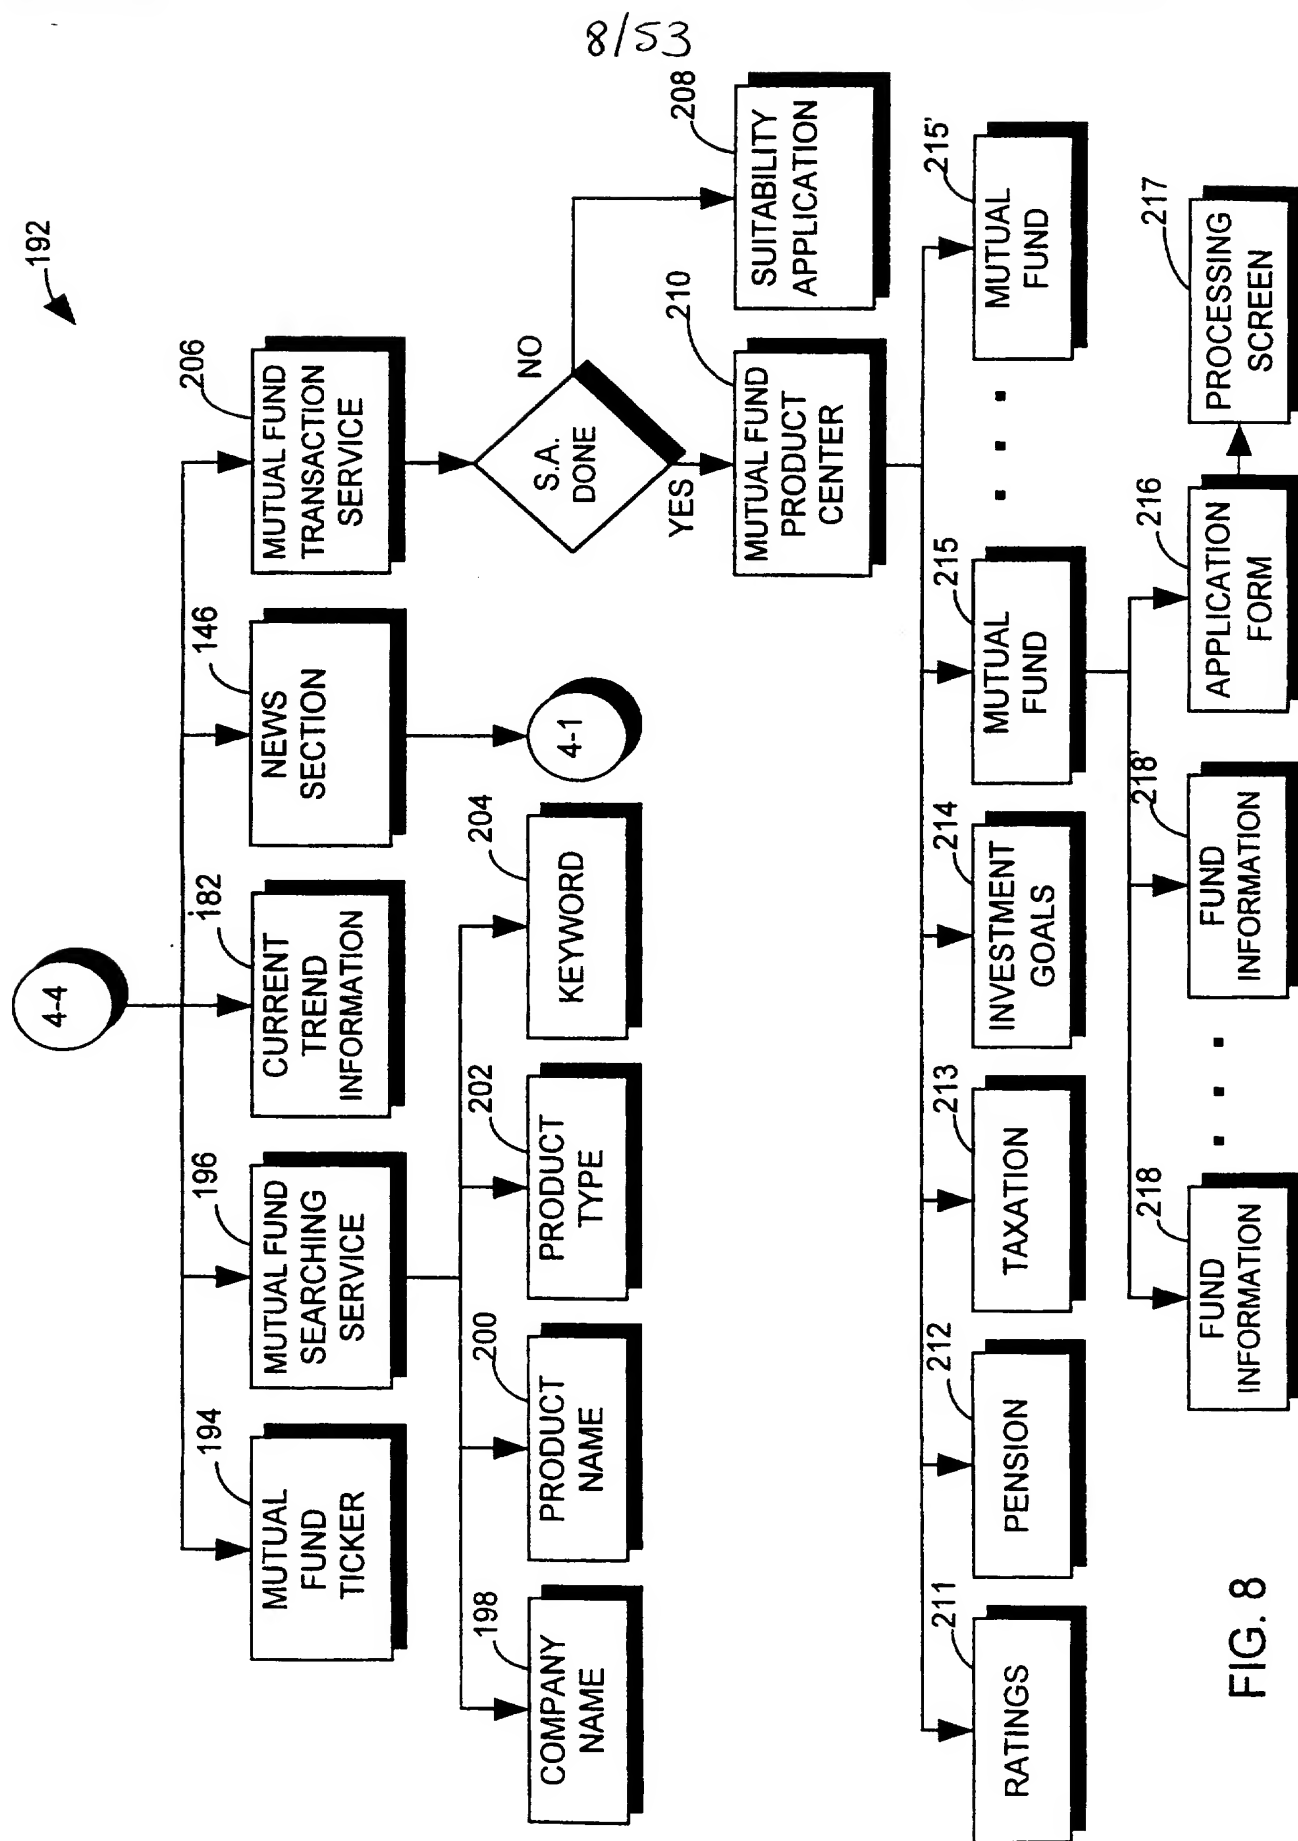 8/53
192
4-4
194
MUTUAL
FUND
TICKER
196
MUTUAL FUND
SEARCHING
SERVICE
182
CURRENT
TREND
INFORMATION
146
NEWS
SECTION
206
MUTUAL FUND
TRANSACTION
SERVICE
198
COMPANY
NAME
200
PRODUCT
NAME
202
PRODUCT
TYPE
204
KEYWORD
4-1
S.A.
DONE
NO
YES
208
SUITABILITY
APPLICATION
210
MUTUAL FUND
PRODUCT
CENTER
211
RATINGS
212
PENSION
213
TAXATION
214
INVESTMENT
GOALS
215
MUTUAL
FUND
215'
MUTUAL
FUND
218
FUND
INFORMATION
218'
FUND
INFORMATION
216
APPLICATION
FORM
217
PROCESSING
SCREEN
FIG. 8